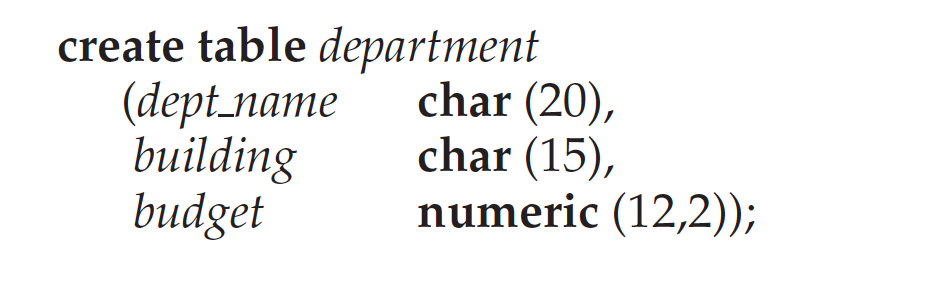 create table department
(dept_name char (20),
building char (15),
budget numeric (12,2));